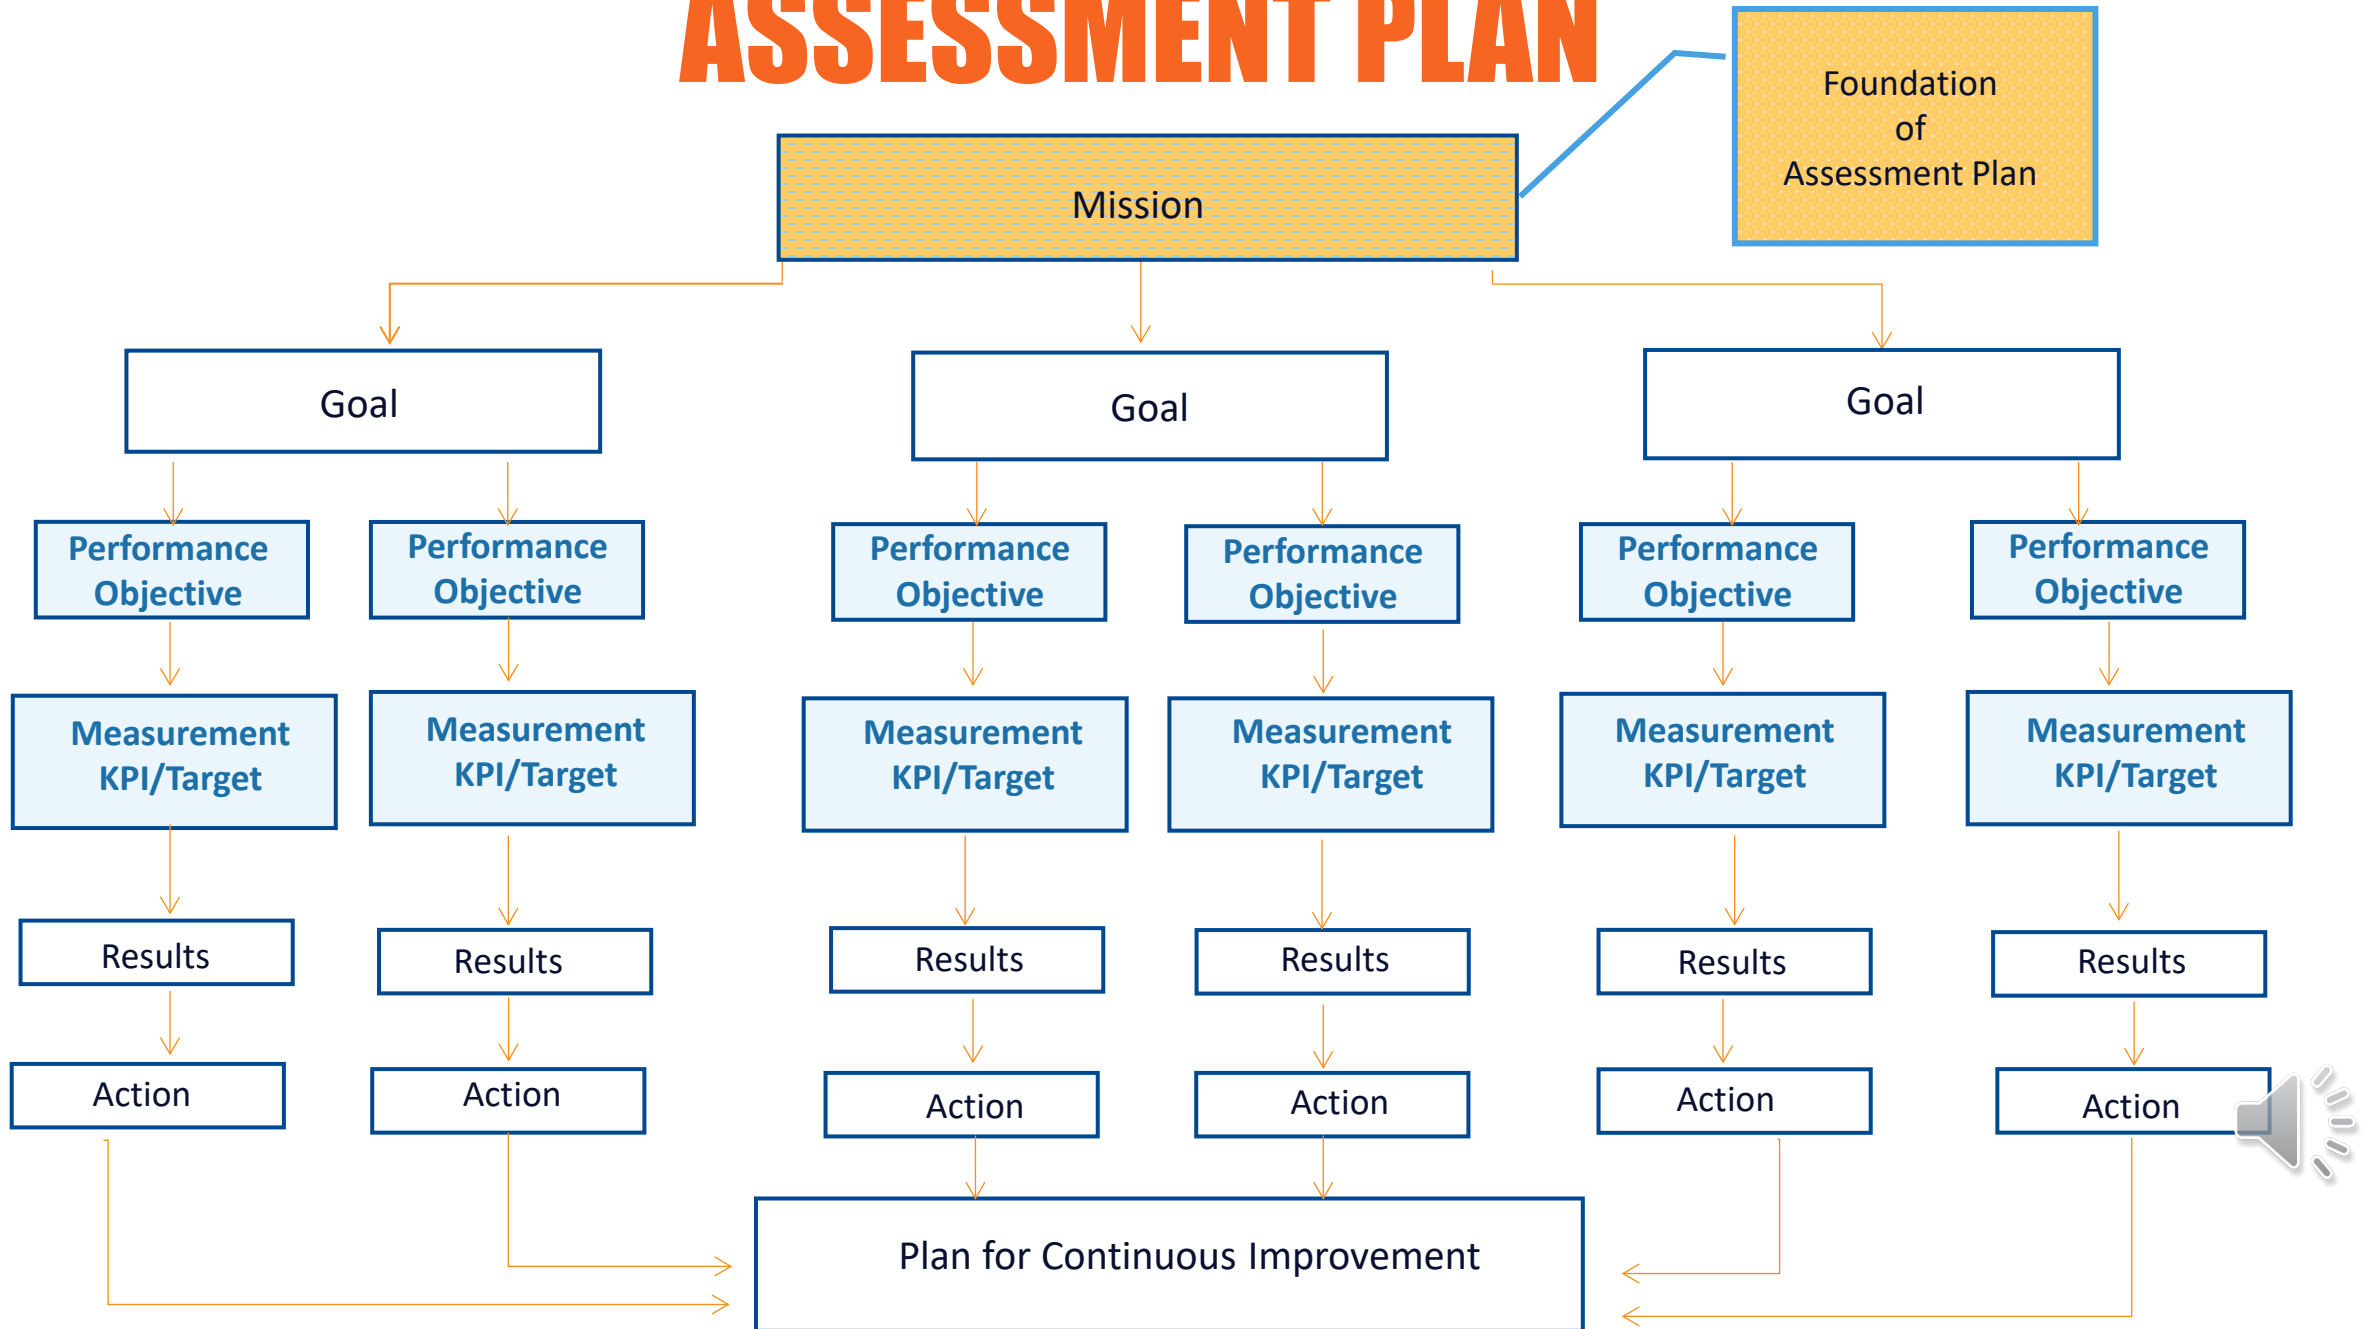 ASSESSMENT PLAN
Foundation
of
Assessment Plan
Mission
Goal
Goal
Goal
Performance
Objective
Performance
Objective
Performance
Objective
Performance
Objective
Performance
Objective
Performance
Objective
Measurement
KPI/Target
Measurement
KPI/Target
Measurement
KPI/Target
Measurement
KPI/Target
Measurement
KPI/Target
Measurement
KPI/Target
Results
Results
Results
Results
Results
Results
Action
Action
Action
Action
Action
Action
Plan for Continuous Improvement